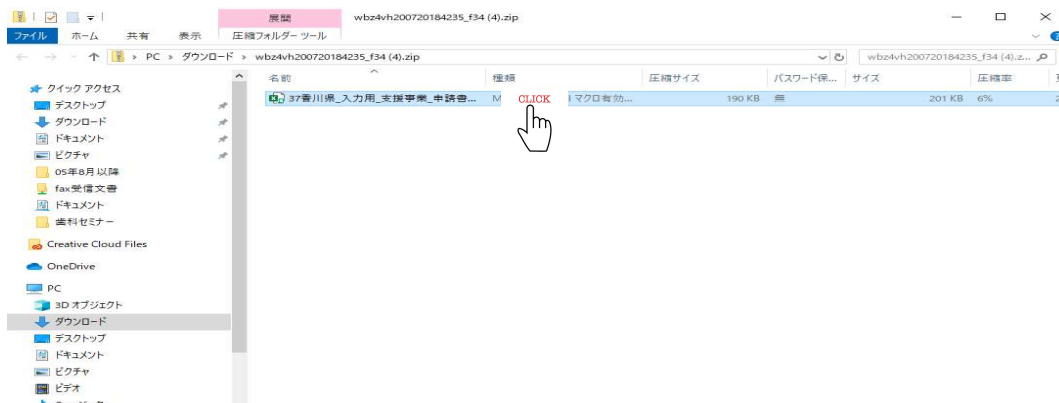 展開
wbz4vh200720184235_f34 (4).zip
ファイル ホーム 共有 表示 圧縮フォルダー ツール
PC › ダウンロード › wbz4vh200720184235_f34 (4).zip
wbz4vh200720184235_f34 (4).z...
名前 種類 圧縮サイズ パスワード保... サイズ 圧縮率
37香川県_入力用_支援事業_申請書... M CLICK マクロ有効... 190 KB 無 201 KB 6%
クイック アクセス
デスクトップ
ダウンロード
ドキュメント
ピクチャ
05年8月以降
fax受信文書
ドキュメント
歯科セミナー
Creative Cloud Files
OneDrive
PC
3D オブジェクト
ダウンロード
デスクトップ
ドキュメント
ピクチャ
ビデオ